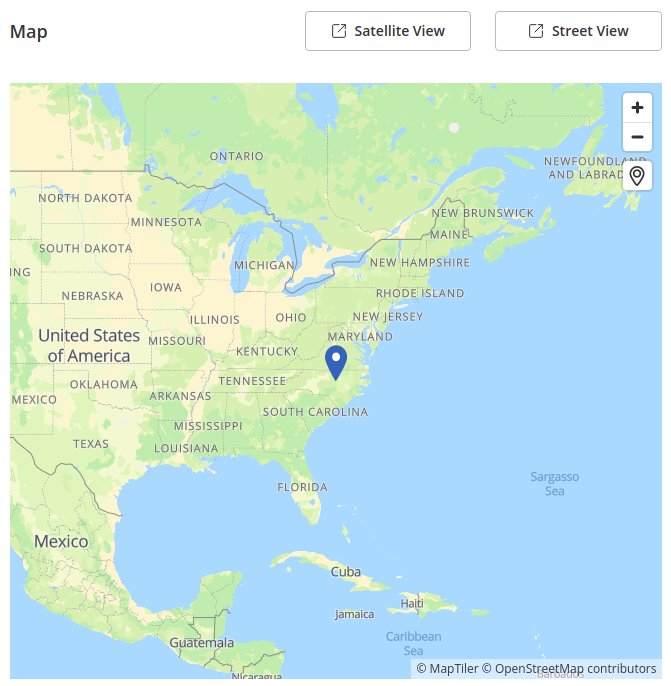 Map
Satellite View
Street View
ONTARIO
NEWFOUNDLAND
AND LABRAD
NORTH DAKOTA
MINNESOTA
NEW BRUNSWICK
MAINE
SOUTH DAKOTA
MICHIGAN
NEW HAMPSHIRE
ING
NEBRASKA
IOWA
RHODE ISLAND
ILLINOIS
OHIO
NEW JERSEY
United States
of America
MISSOURI
MARYLAND
KENTUCKY
TENNESSEE
OKLAHOMA
MEXICO
ARKANSAS
SOUTH CAROLINA
MISSISSIPPI
TEXAS
LOUISIANA
FLORIDA
Sargasso
Sea
Mexico
Cuba
Haiti
Jamaica
Caribbean
Sea
Guatemala
Nicaragua
© MapTiler © OpenStreetMap contributors
Barbados